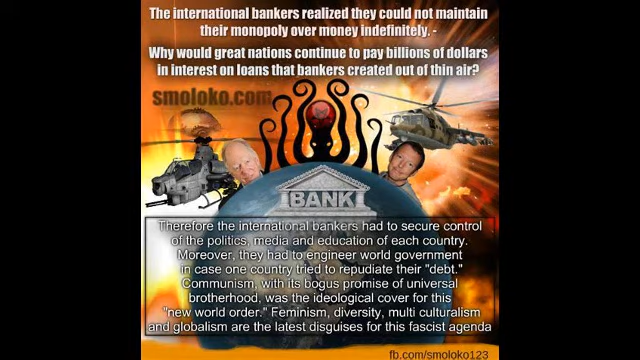 The international bankers realized they could not maintain
their monopoly over money indefinitely. -
Why would great nations continue to pay billions of dollars
in interest on loans that bankers created out of thin air?
smoloko.com
BANK
Therefore the international bankers had to secure control
of the politics, media and education of each country.
Moreover, they had to engineer world government
in case one country tried to repudiate their "debt."
Communism, with its bogus promise of universal
brotherhood, was the ideological cover for this
"new world order." Feminism, diversity, multi culturalism
and globalism are the latest disguises for this fascist agenda
fb.com/smoloko123